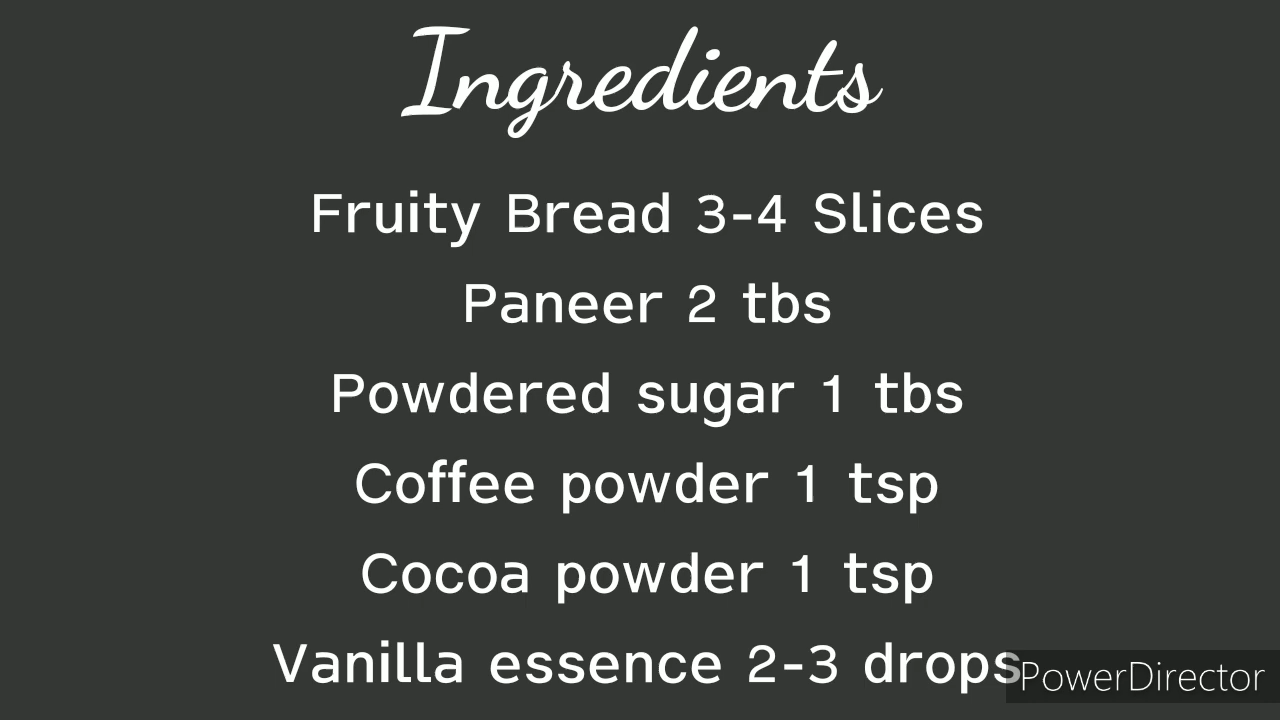 Ingredients
Fruity Bread 3-4 Slices
Paneer 2 tbs
Powdered sugar 1 tbs
Coffee powder 1 tsp
Cocoa powder 1 tsp
Vanilla essence 2-3 drops
PowerDirector